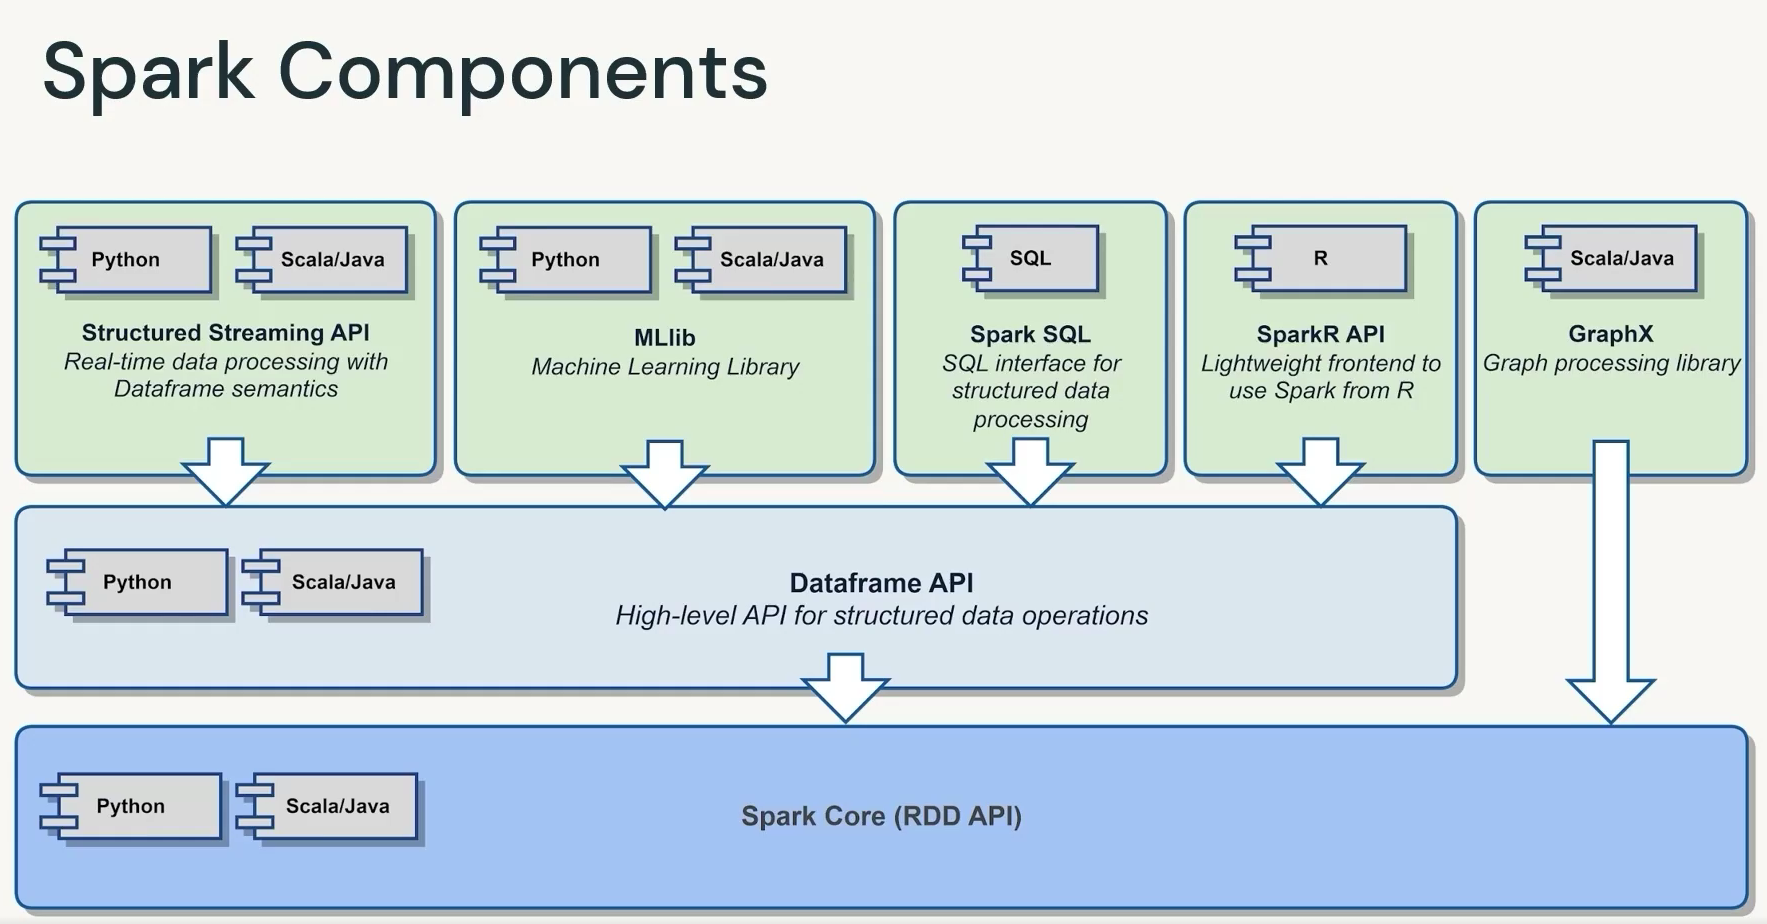 Spark Components
Python
Scala/Java
Structured Streaming API
Real-time data processing with
Dataframe semantics
Python
Scala/Java
MLlib
Machine Learning Library
SQL
Spark SQL
SQL interface for
structured data
processing
R
SparkR API
Lightweight frontend to
use Spark from R
Scala/Java
GraphX
Graph processing library
Python
Scala/Java
Dataframe API
High-level API for structured data operations
Python
Scala/Java
Spark Core (RDD API)